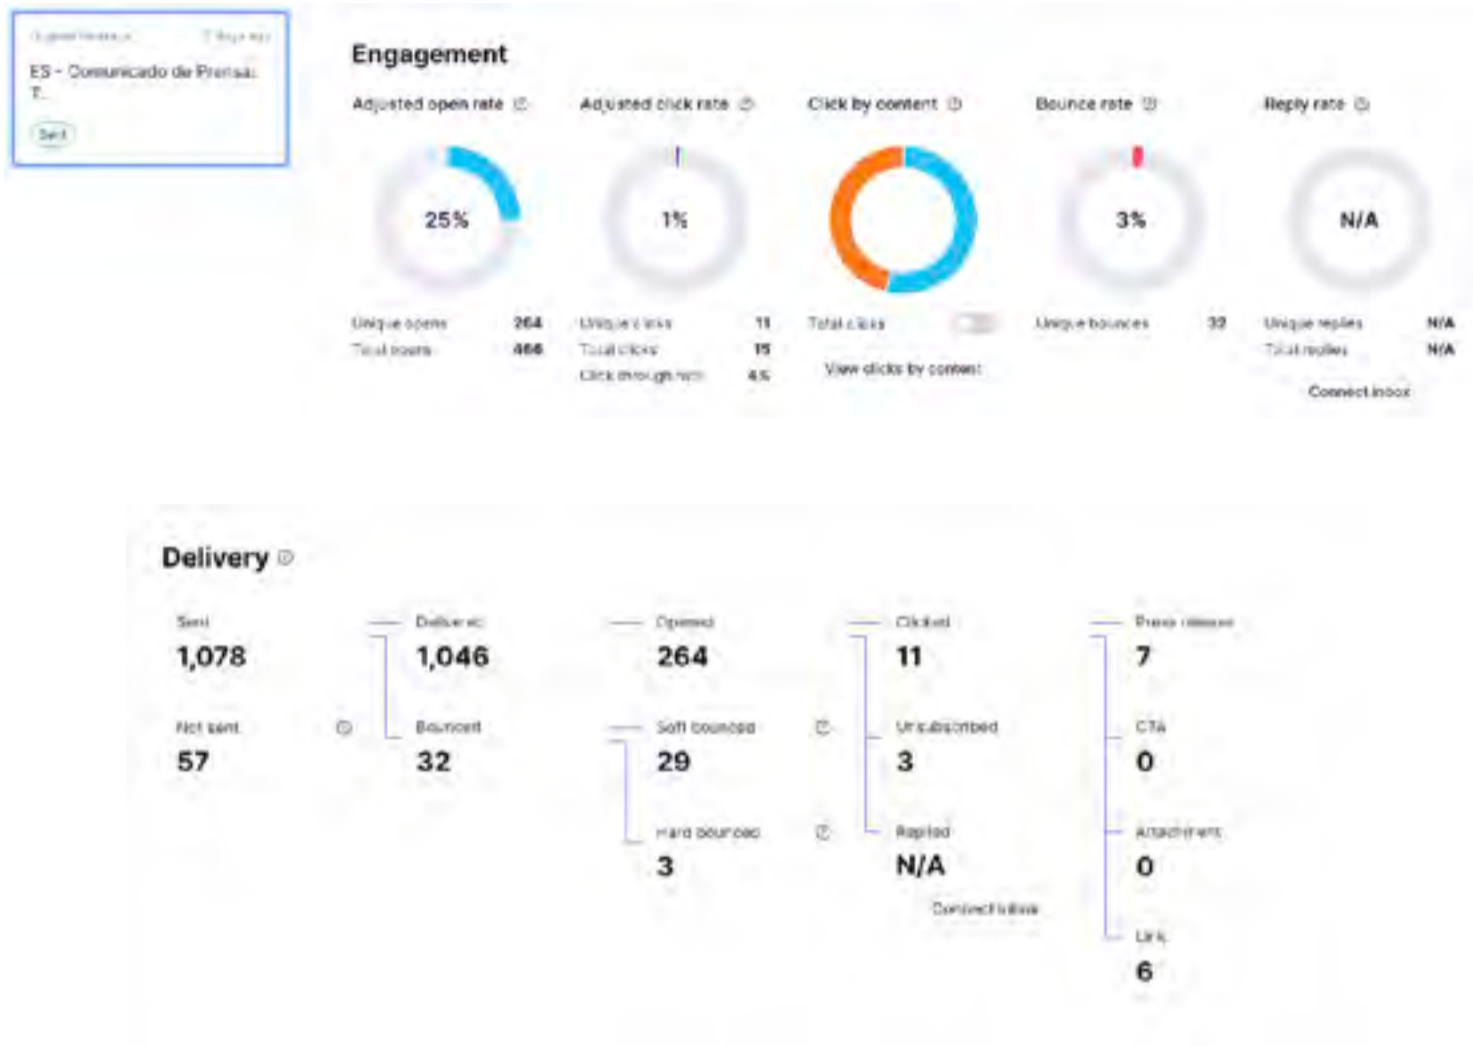 ES - Comunicado de Prensa:
T...
Sent
Engagement
Adjusted open rate
Adjusted click rate
Click by content
Bounce rate
Reply rate
25%
1%
3%
N/A
Unique opens 264
Total opens 466
Unique clicks 11
Total clicks 15
Click through rate 4%
Total clicks
View clicks by content
Unique bounces 32
Unique replies N/A
Total replies N/A
Connect inbox
Delivery
Sent
1,078
Delivered
1,046
Opened
264
Clicked
11
Press release
7
Not sent
57
Bounced
32
Soft bounced
29
Unsubscribed
3
CTA
0
Hard bounced
3
Replied
N/A
Connect inbox
Attachment
0
Link
6